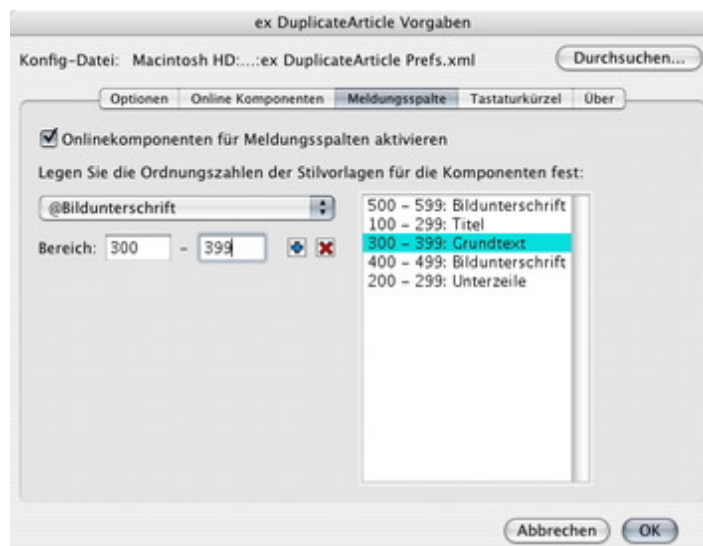 ex DuplicateArticle Vorgaben
Konfig-Datei: Macintosh HD:...:ex DuplicateArticle Prefs.xml
Durchsuchen...
Optionen Online Komponenten Meldungsspalte Tastaturkürzel Über
Onlinekomponenten für Meldungsspalten aktivieren
Legen Sie die Ordnungszahlen der Stilvorlagen für die Komponenten fest:
@Bildunterschrift
Bereich: 300 – 399
500 – 599: Bildunterschrift
100 – 299: Titel
300 – 399: Grundtext
400 – 499: Bildunterschrift
200 – 299: Unterzeile
Abbrechen OK